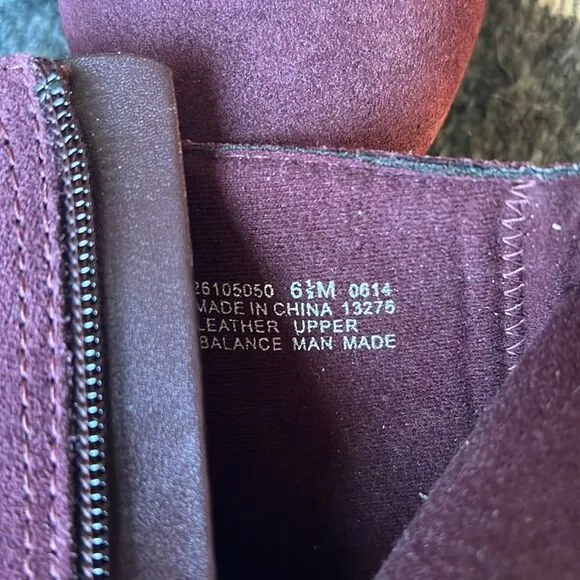 26105050 6½M 0614
MADE IN CHINA 13276
LEATHER UPPER
BALANCE MAN MADE